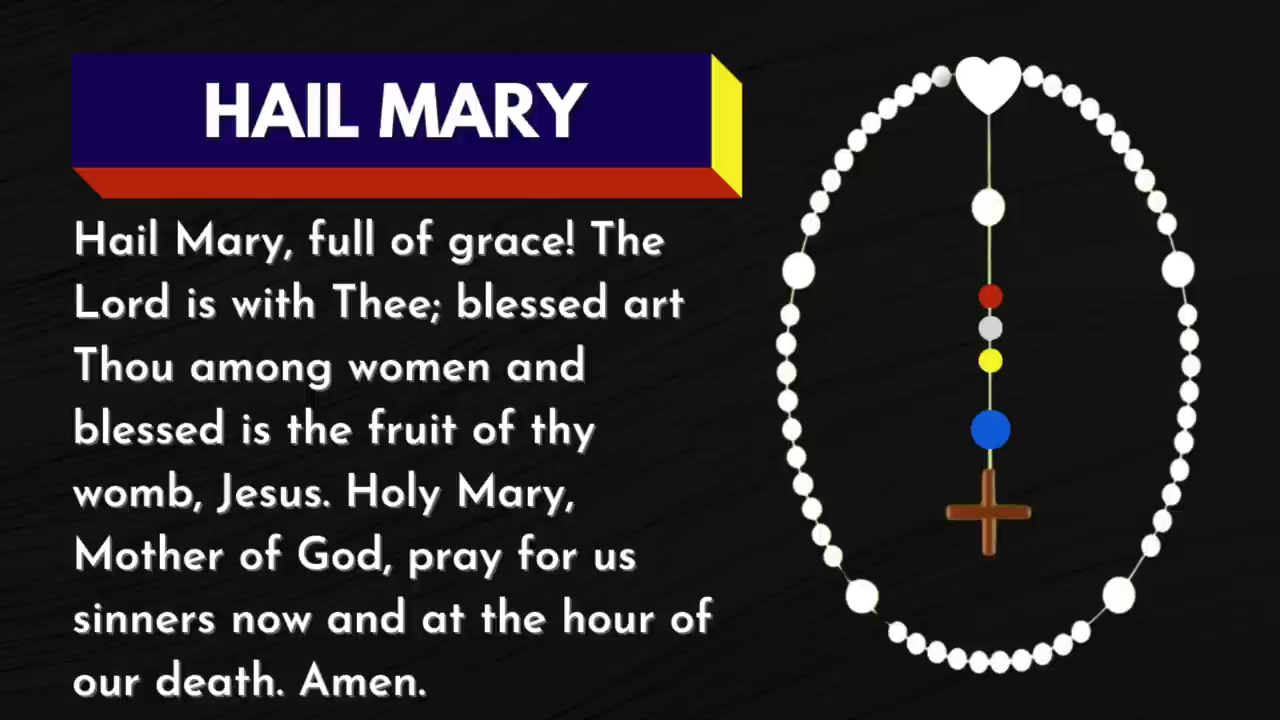 HAIL MARY
Hail Mary, full of grace! The
Lord is with Thee; blessed art
Thou among women and
blessed is the fruit of thy
womb, Jesus. Holy Mary,
Mother of God, pray for us
sinners now and at the hour of
our death. Amen.